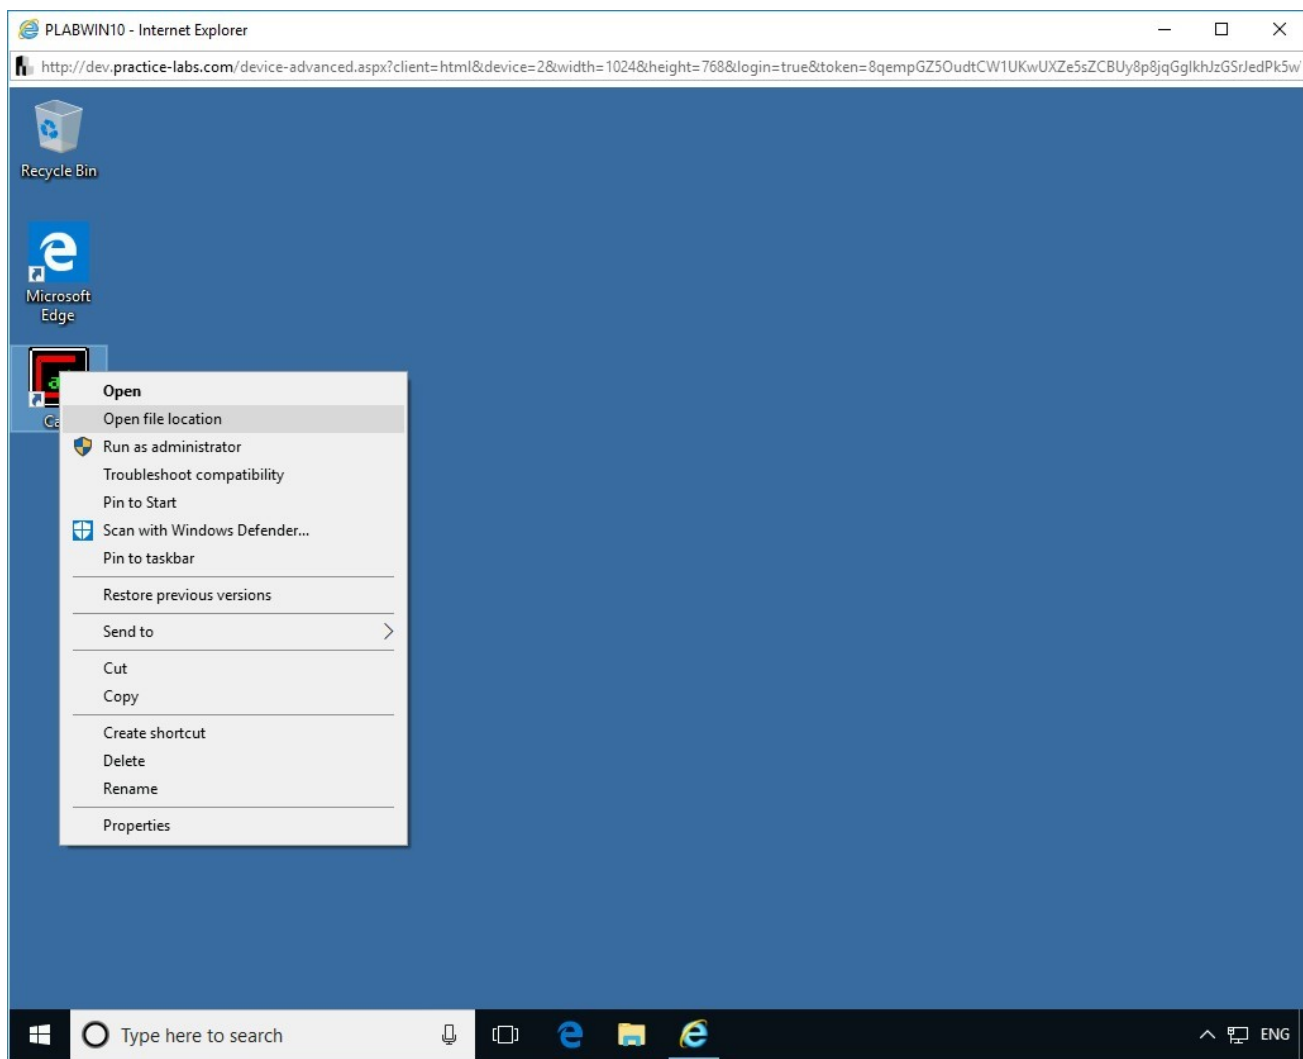 PLABWIN10 - Internet Explorer
http://dev.practice-labs.com/device-advanced.aspx?client=html&device=2&width=1024&height=768&login=true&token=8qempGZ5OudtCW1UKwUXZe5sZCBUy8p8jqGglkhJzGSrJedPk5w
Recycle Bin
Microsoft
Edge
Open
Open file location
Run as administrator
Troubleshoot compatibility
Pin to Start
Scan with Windows Defender...
Pin to taskbar
Restore previous versions
Send to
Cut
Copy
Create shortcut
Delete
Rename
Properties
Type here to search
ENG